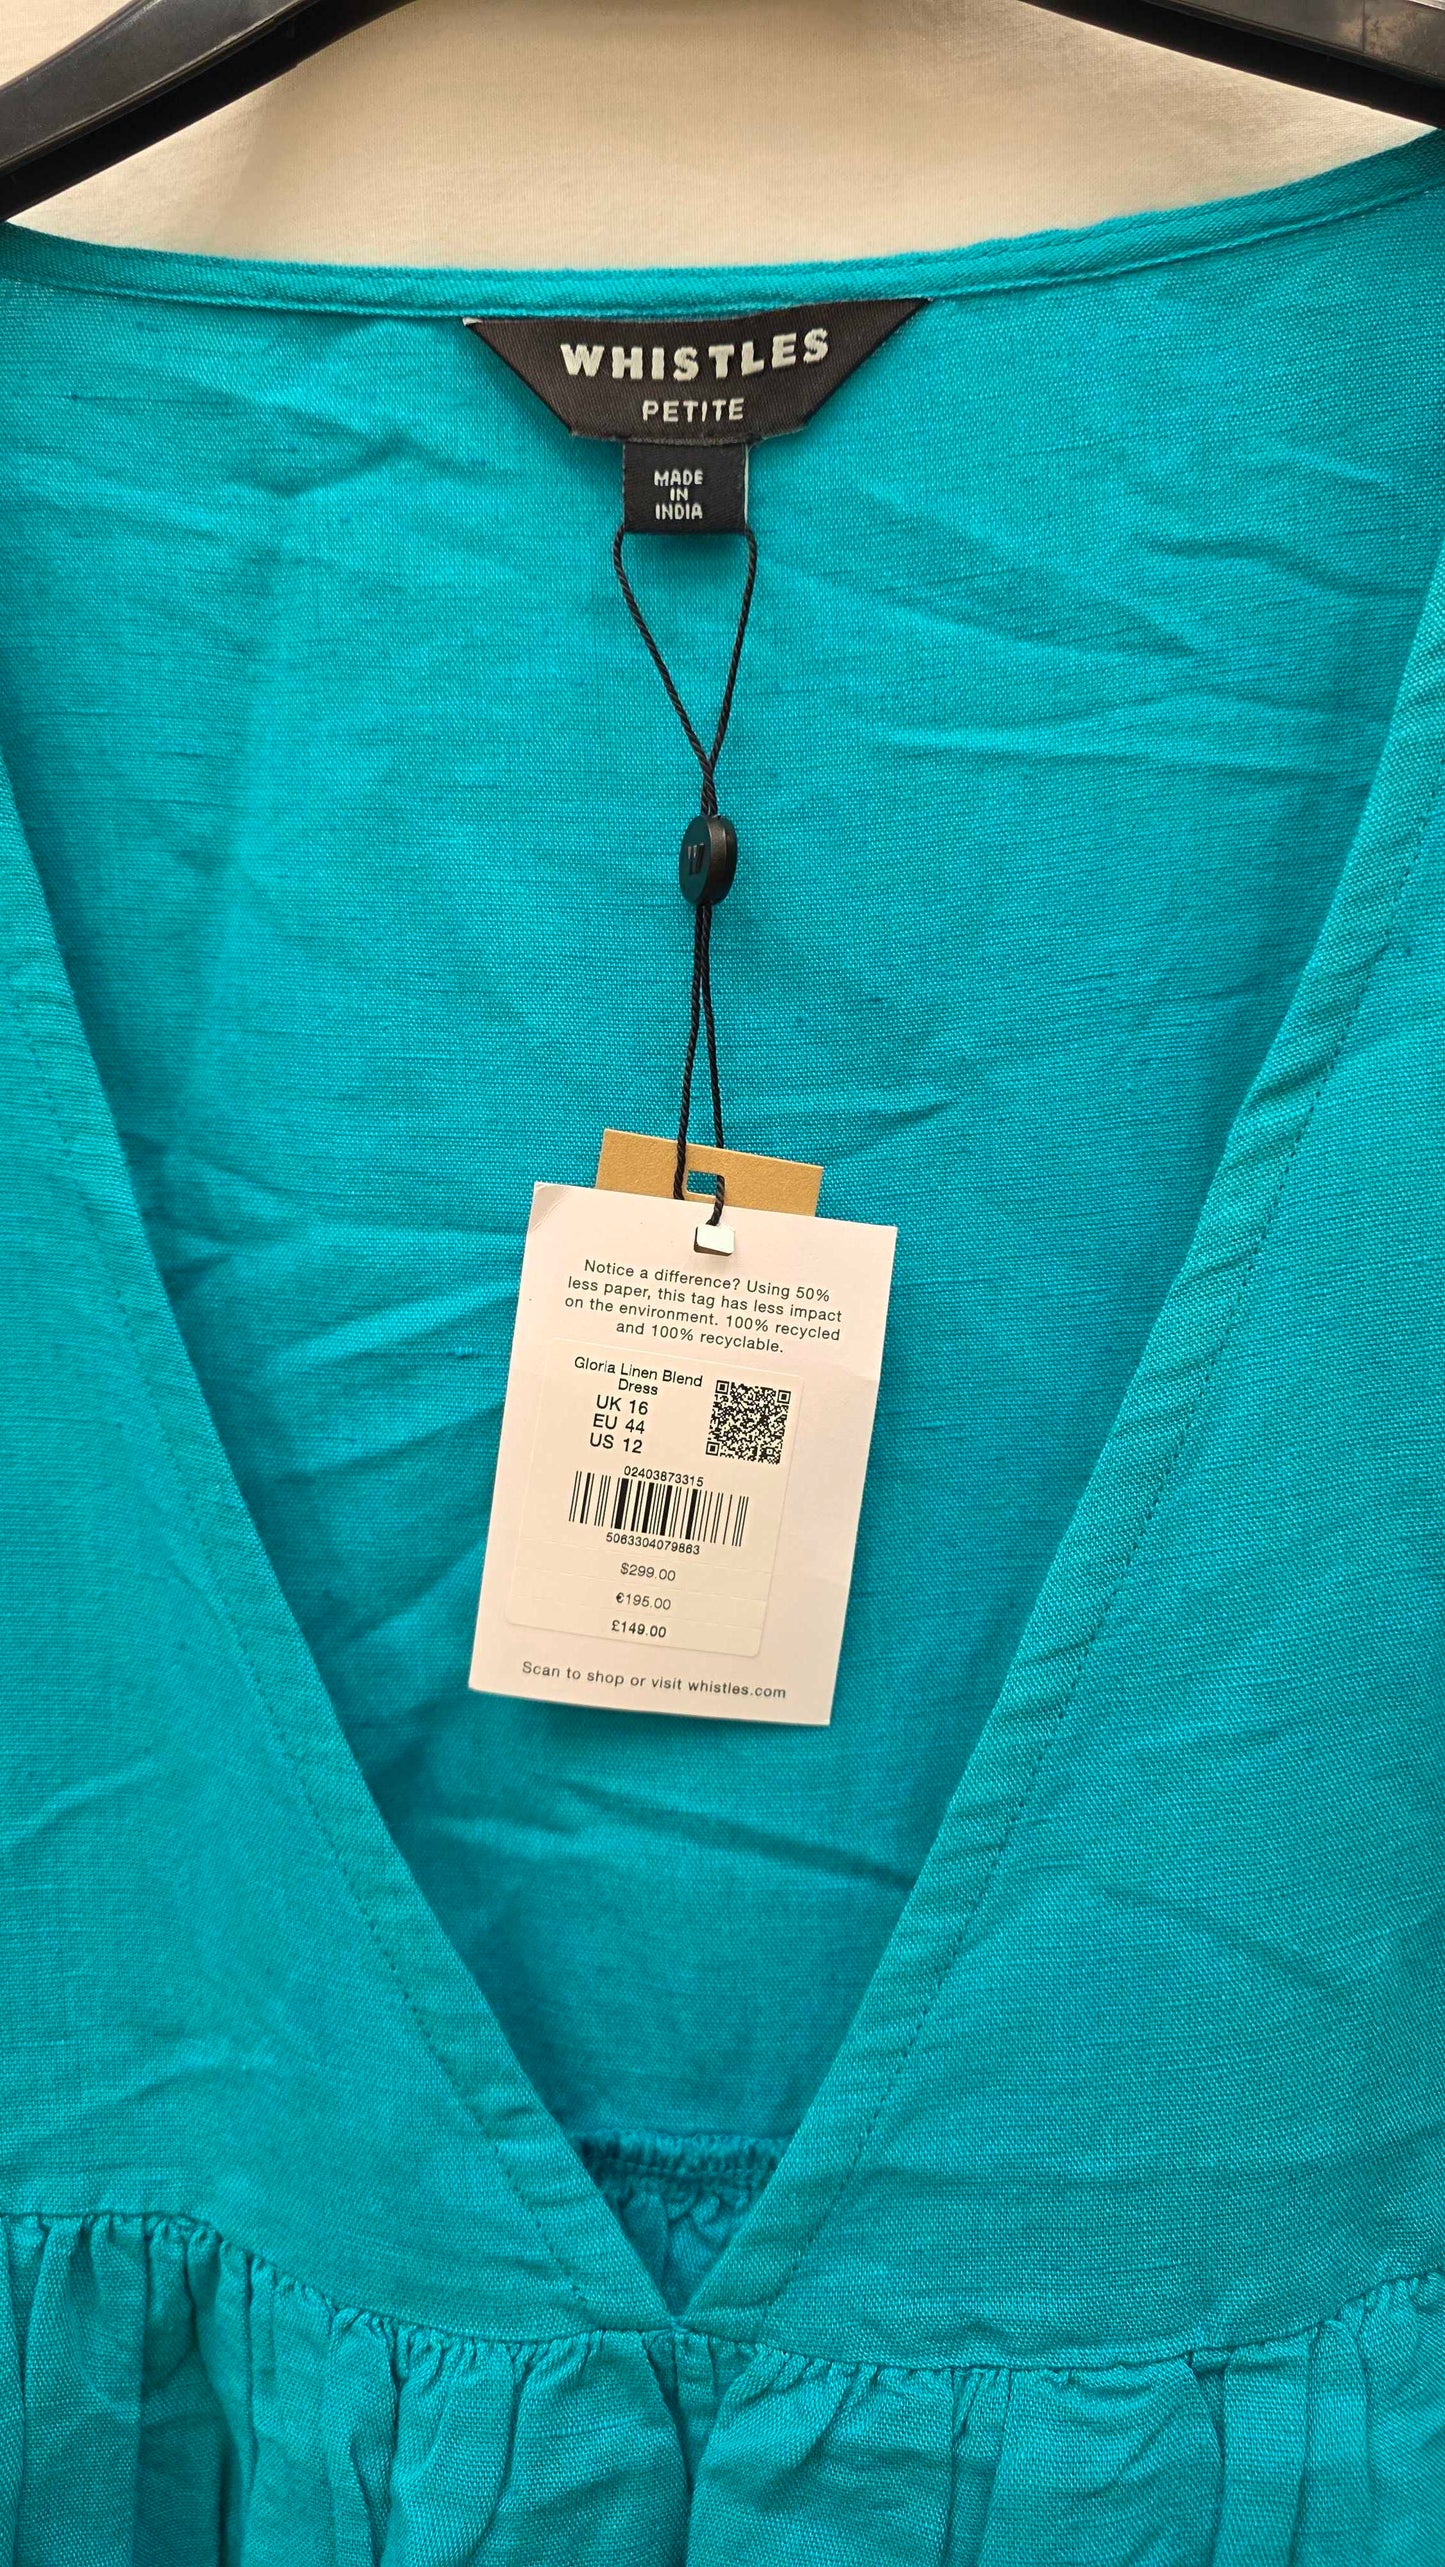 WHISTLES
PETITE
MADE
IN
INDIA
W
Notice a difference? Using 50%
less paper, this tag has less impact
on the environment. 100% recycled
and 100% recyclable.
Gloria Linen Blend
Dress
UK 16
EU 44
US 12
02403873315
5063304079863
$299.00
€195.00
£149.00
Scan to shop or visit whistles.com